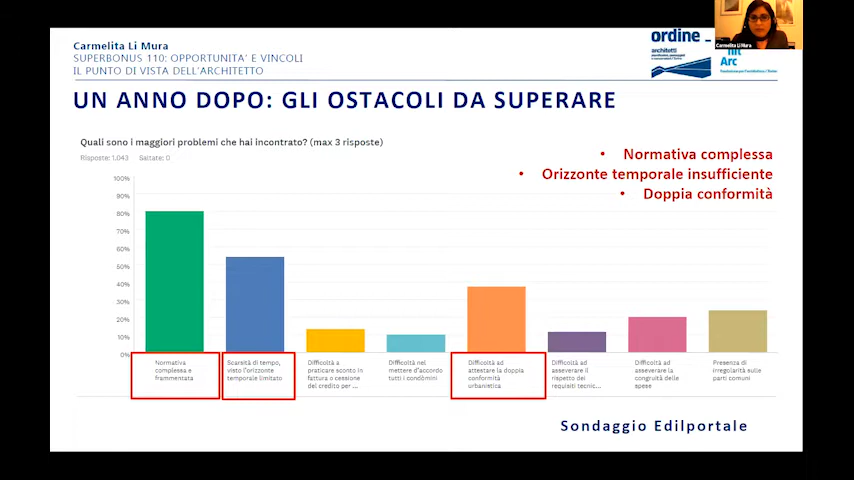 Carmelita Li Mura
SUPERBONUS 110: OPPORTUNITA' E VINCOLI
IL PUNTO DI VISTA DELL'ARCHITETTO
ordine
architetti
Arc
Carmelita Li Mura
UN ANNO DOPO: GLI OSTACOLI DA SUPERARE
Quali sono i maggiori problemi che hai incontrato? (max 3 risposte)
Risposte: 1.043 Saltate: 0
• Normativa complessa
• Orizzonte temporale insufficiente
• Doppia conformità
100%
90%
80%
70%
60%
50%
40%
30%
20%
10%
0%
Normativa
complessa e
frammentata
Scarsità di tempo,
visto l'orizzonte
temporale limitato
Difficoltà a
praticare sconto in
fattura o cessione
del credito per ...
Difficoltà nel
mettere d'accordo
tutti i condòmini
Difficoltà ad
attestare la doppia
conformità
urbanistica
Difficoltà ad
asseverare il
rispetto dei
requisiti tecnic...
Difficoltà ad
asseverare la
congruità delle
spese
Presenza di
irregolarità sulle
parti comuni
Sondaggio Edilportale